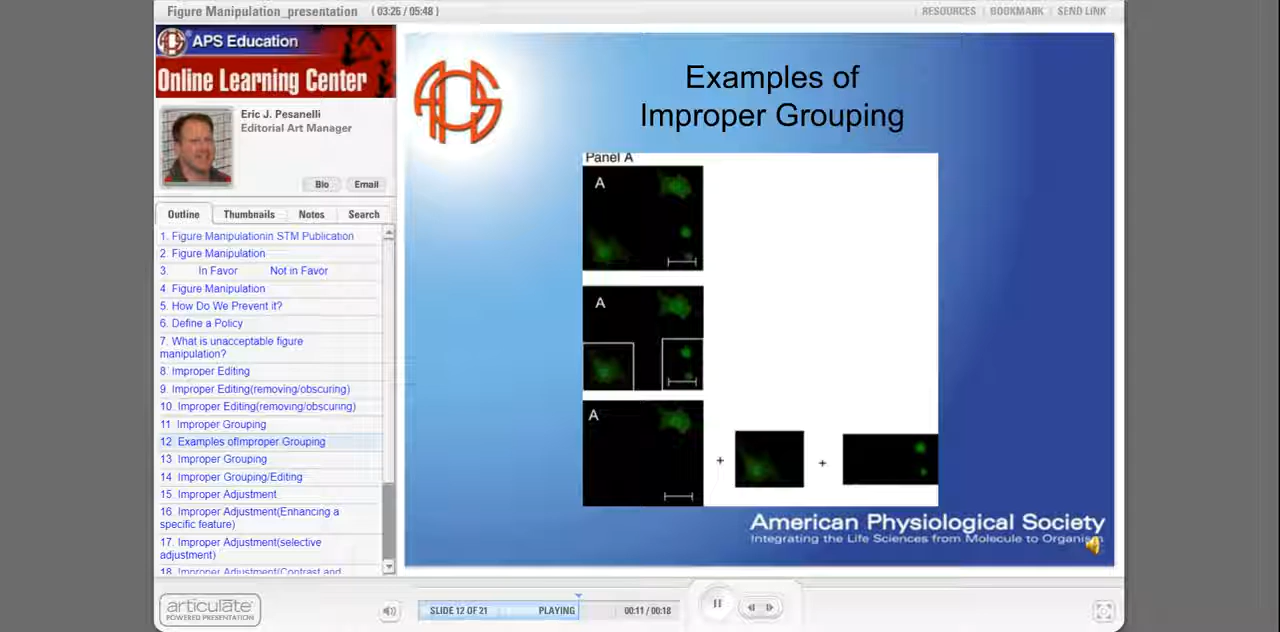 Figure Manipulation_presentation ( 03:26 / 05:48 )
RESOURCES BOOKMARK SEND LINK
APS Education
Online Learning Center
Eric J. Pesanelli
Editorial Art Manager
Bio Email
Outline Thumbnails Notes Search
1. Figure Manipulationin STM Publication
2. Figure Manipulation
3. In Favor Not in Favor
4 Figure Manipulation
5. How Do We Prevent it?
6. Define a Policy
7. What is unacceptable figure
manipulation?
8. Improper Editing
9. Improper Editing(removing/obscuring)
10. Improper Editing(removing/obscuring)
11 Improper Grouping
12 Examples ofImproper Grouping
13 Improper Grouping
14 Improper Grouping/Editing
15 Improper Adjustment
16 Improper Adjustment(Enhancing a
specific feature)
17. Improper Adjustment(selective
adjustment)
18. Improper Adjustment(Contrast and
APS
Examples of
Improper Grouping
Panel A
A
A
A
+ +
American Physiological Society
Integrating the Life Sciences from Molecule to Organism
articulate
POWERED PRESENTATION
SLIDE 12 OF 21 PLAYING 00:11 / 00:18